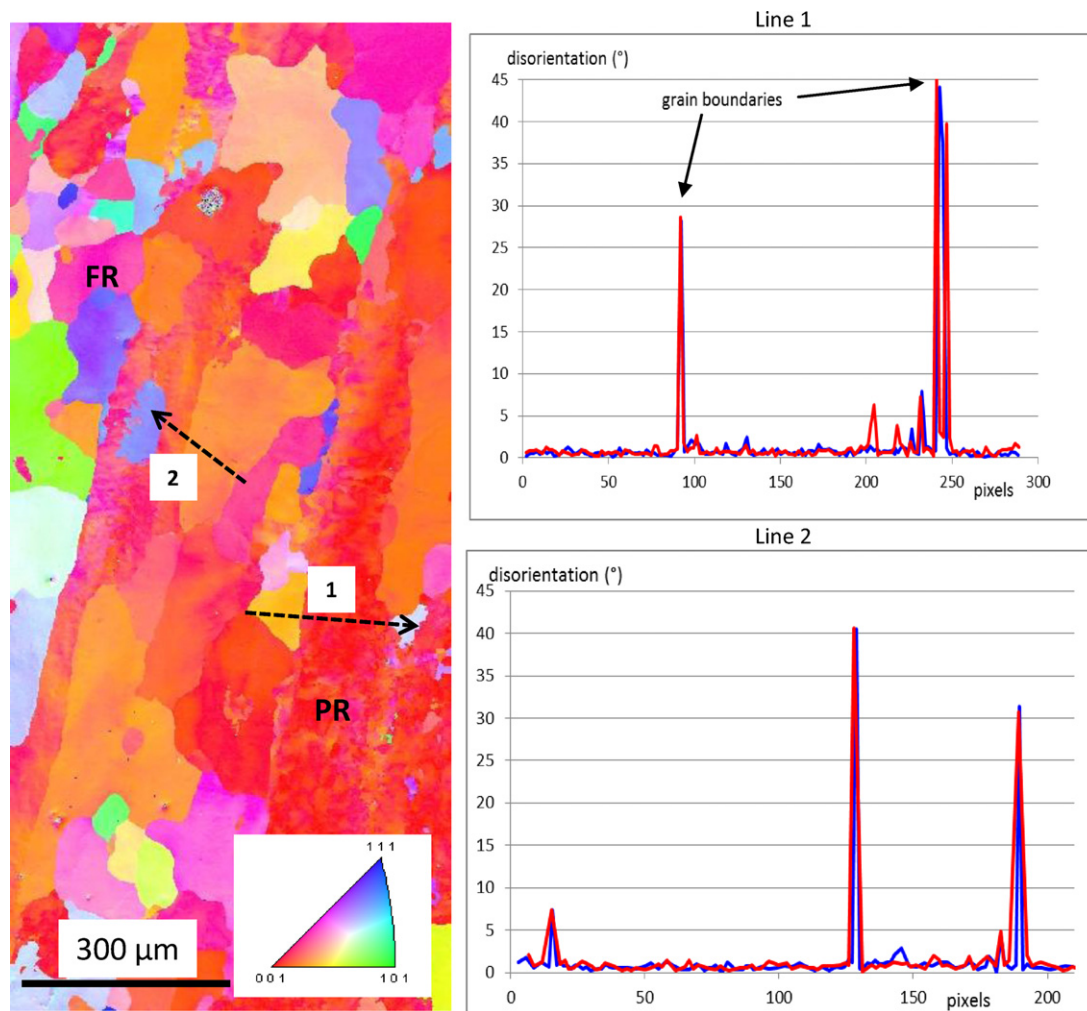 FR
2
1
PR
1 1 1
0 0 1
1 0 1
300 µm
Line 1
disorientation (°)
grain boundaries
45
40
35
30
25
20
15
10
5
0
0 50 100 150 200 250 300
pixels
Line 2
disorientation (°)
45
40
35
30
25
20
15
10
5
0
0 50 100 150 200
pixels